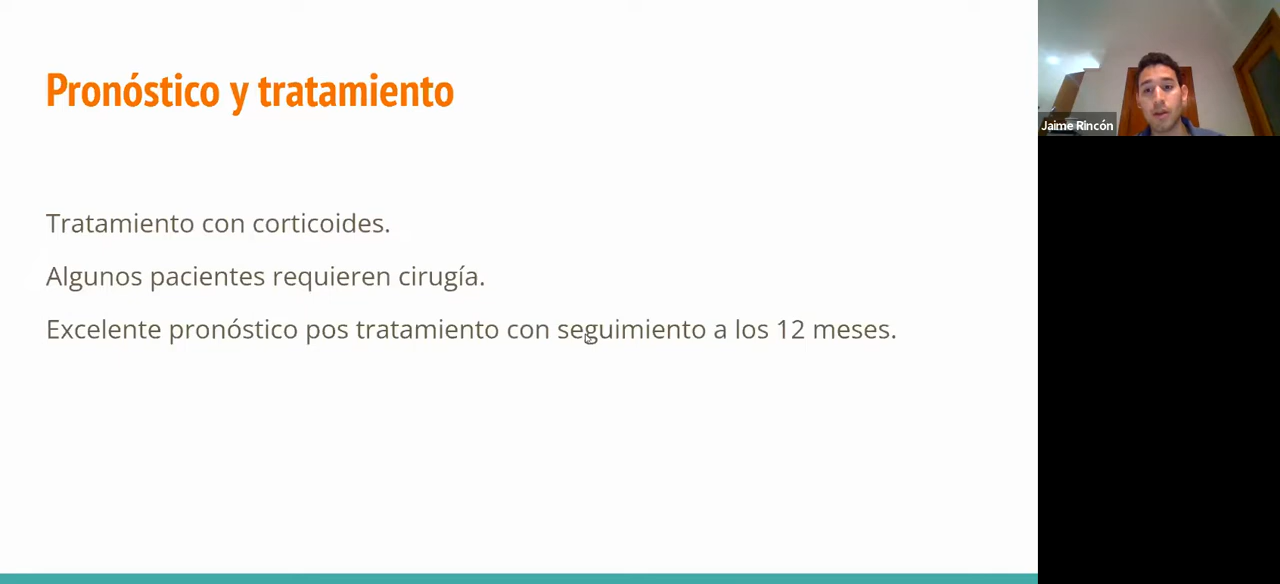 Pronóstico y tratamiento
Jaime Rincón
Tratamiento con corticoides.
Algunos pacientes requieren cirugía.
Excelente pronóstico pos tratamiento con seguimiento a los 12 meses.